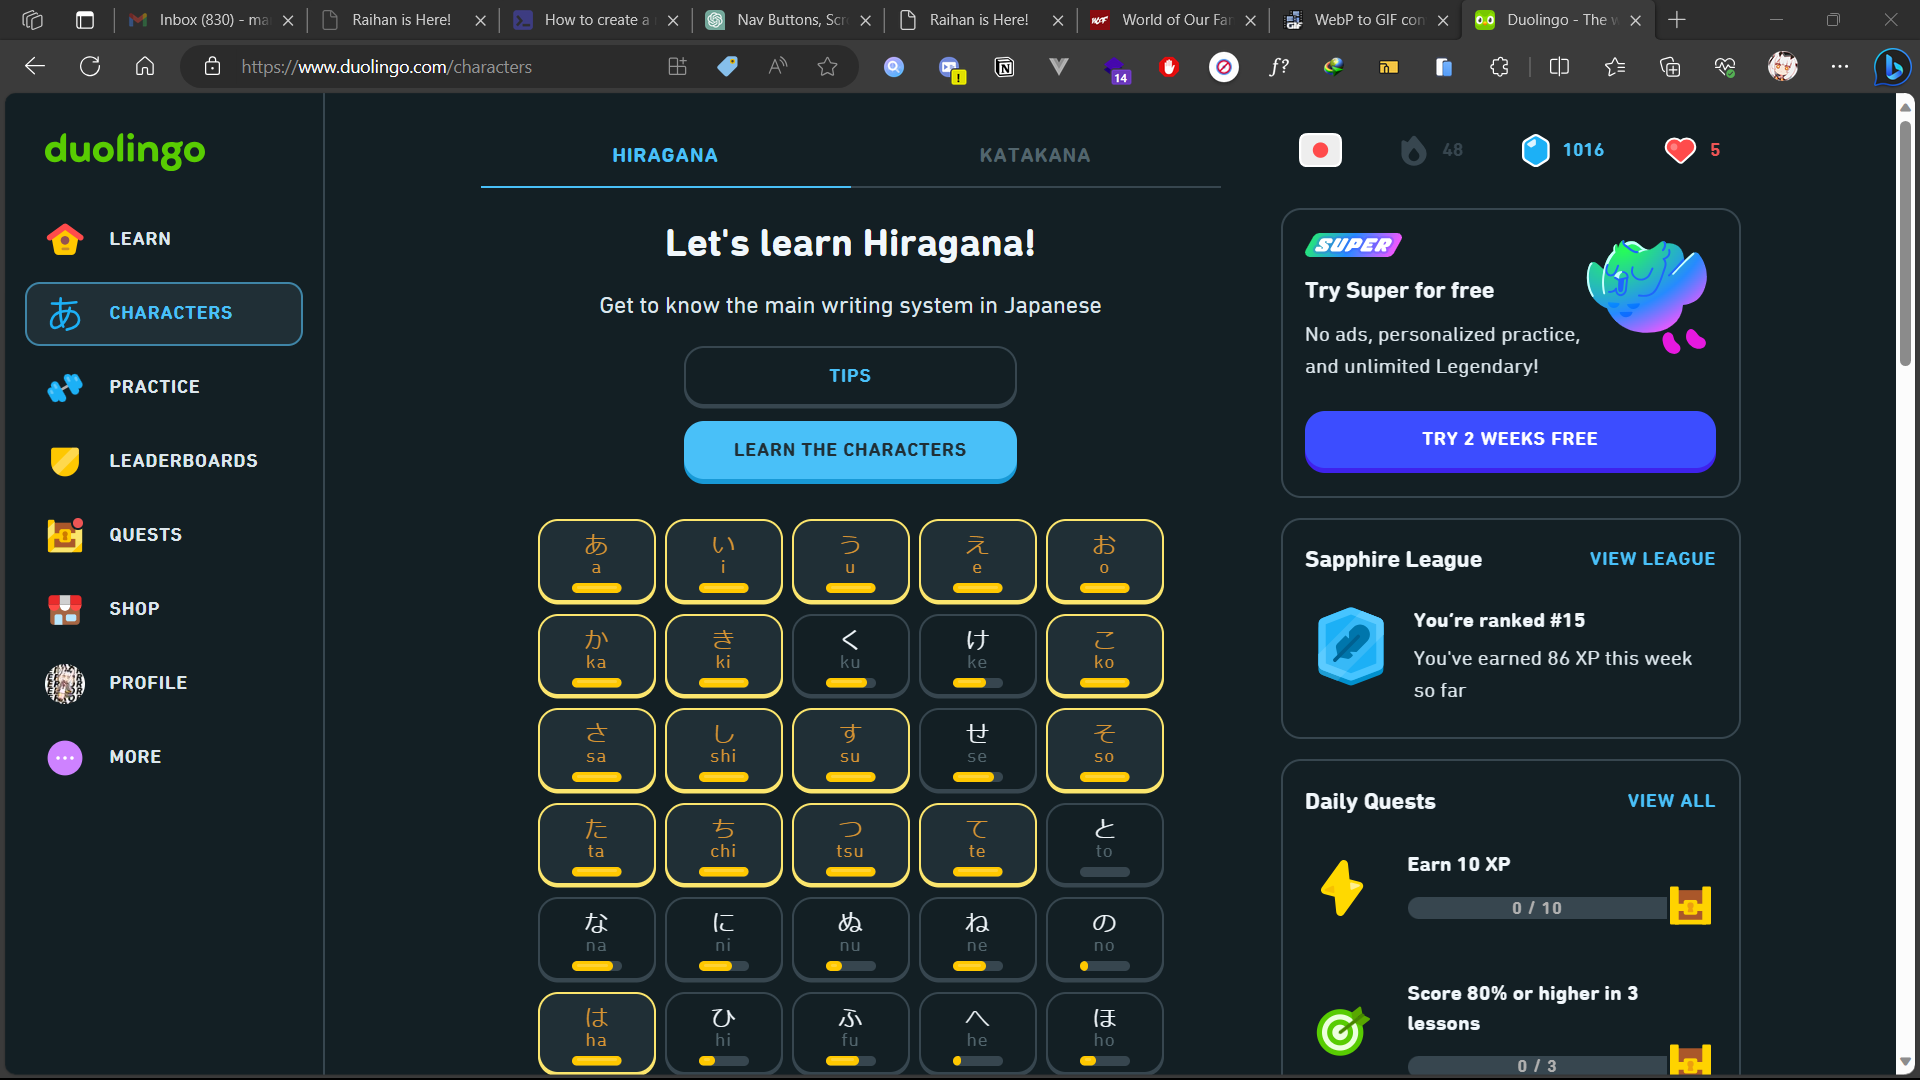 Inbox (830) - ma
Raihan is Here!
How to create a
Nav Buttons, Scr
Raihan is Here!
World of Our Far
WebP to GIF con
Duolingo - The w
https://www.duolingo.com/characters
14
f?
duolingo
LEARN
あ CHARACTERS
PRACTICE
LEADERBOARDS
QUESTS
SHOP
PROFILE
MORE
HIRAGANA KATAKANA
Let's learn Hiragana!
Get to know the main writing system in Japanese
TIPS
LEARN THE CHARACTERS
あ い う え お
a i u e o
か き く け こ
ka ki ku ke ko
さ し す せ そ
sa shi su se so
た ち つ て と
ta chi tsu te to
な に ぬ ね の
na ni nu ne no
は ひ ふ へ ほ
ha hi fu he ho
48 1016 5
SUPER
Try Super for free
No ads, personalized practice,
and unlimited Legendary!
TRY 2 WEEKS FREE
Sapphire League VIEW LEAGUE
You’re ranked #15
You've earned 86 XP this week
so far
Daily Quests VIEW ALL
Earn 10 XP
0 / 10
Score 80% or higher in 3
lessons
0 / 3